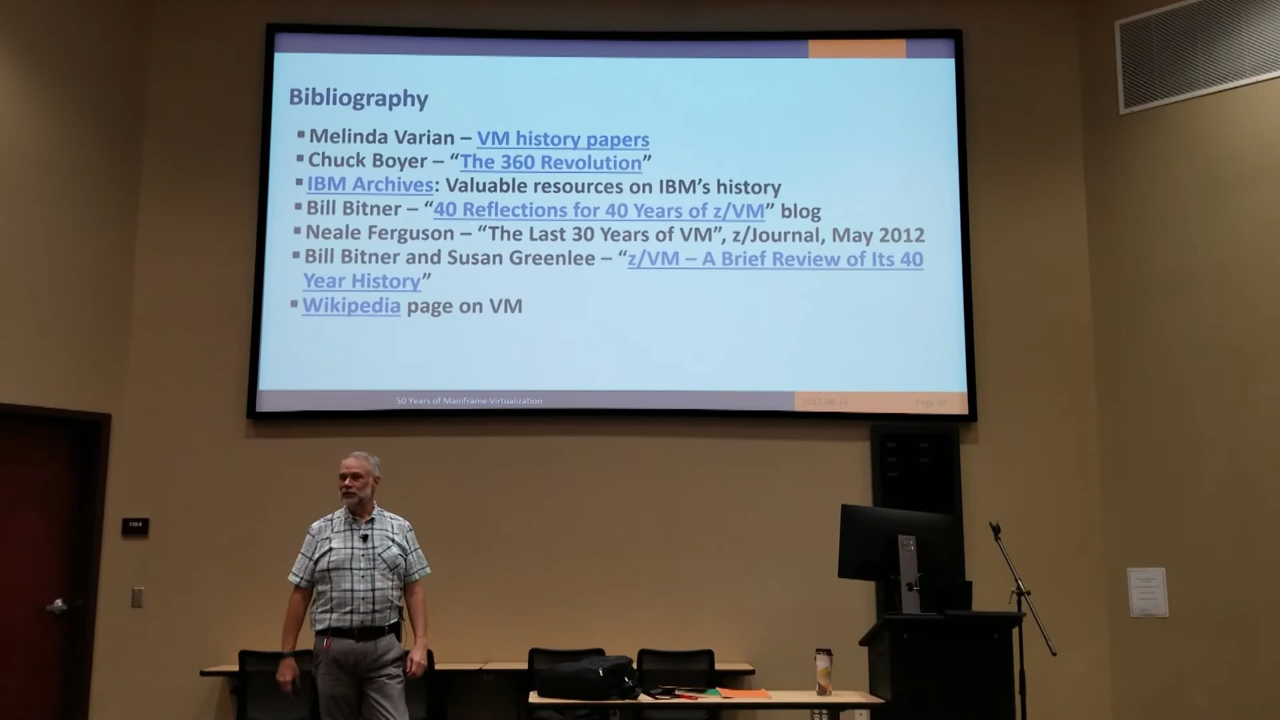 Bibliography
▪ Melinda Varian – VM history papers
▪ Chuck Boyer – “The 360 Revolution”
▪ IBM Archives: Valuable resources on IBM’s history
▪ Bill Bitner – “40 Reflections for 40 Years of z/VM” blog
▪ Neale Ferguson – “The Last 30 Years of VM”, z/Journal, May 2012
▪ Bill Bitner and Susan Greenlee – “z/VM – A Brief Review of Its 40
Year History”
▪ Wikipedia page on VM
50 Years of Mainframe Virtualization
Page